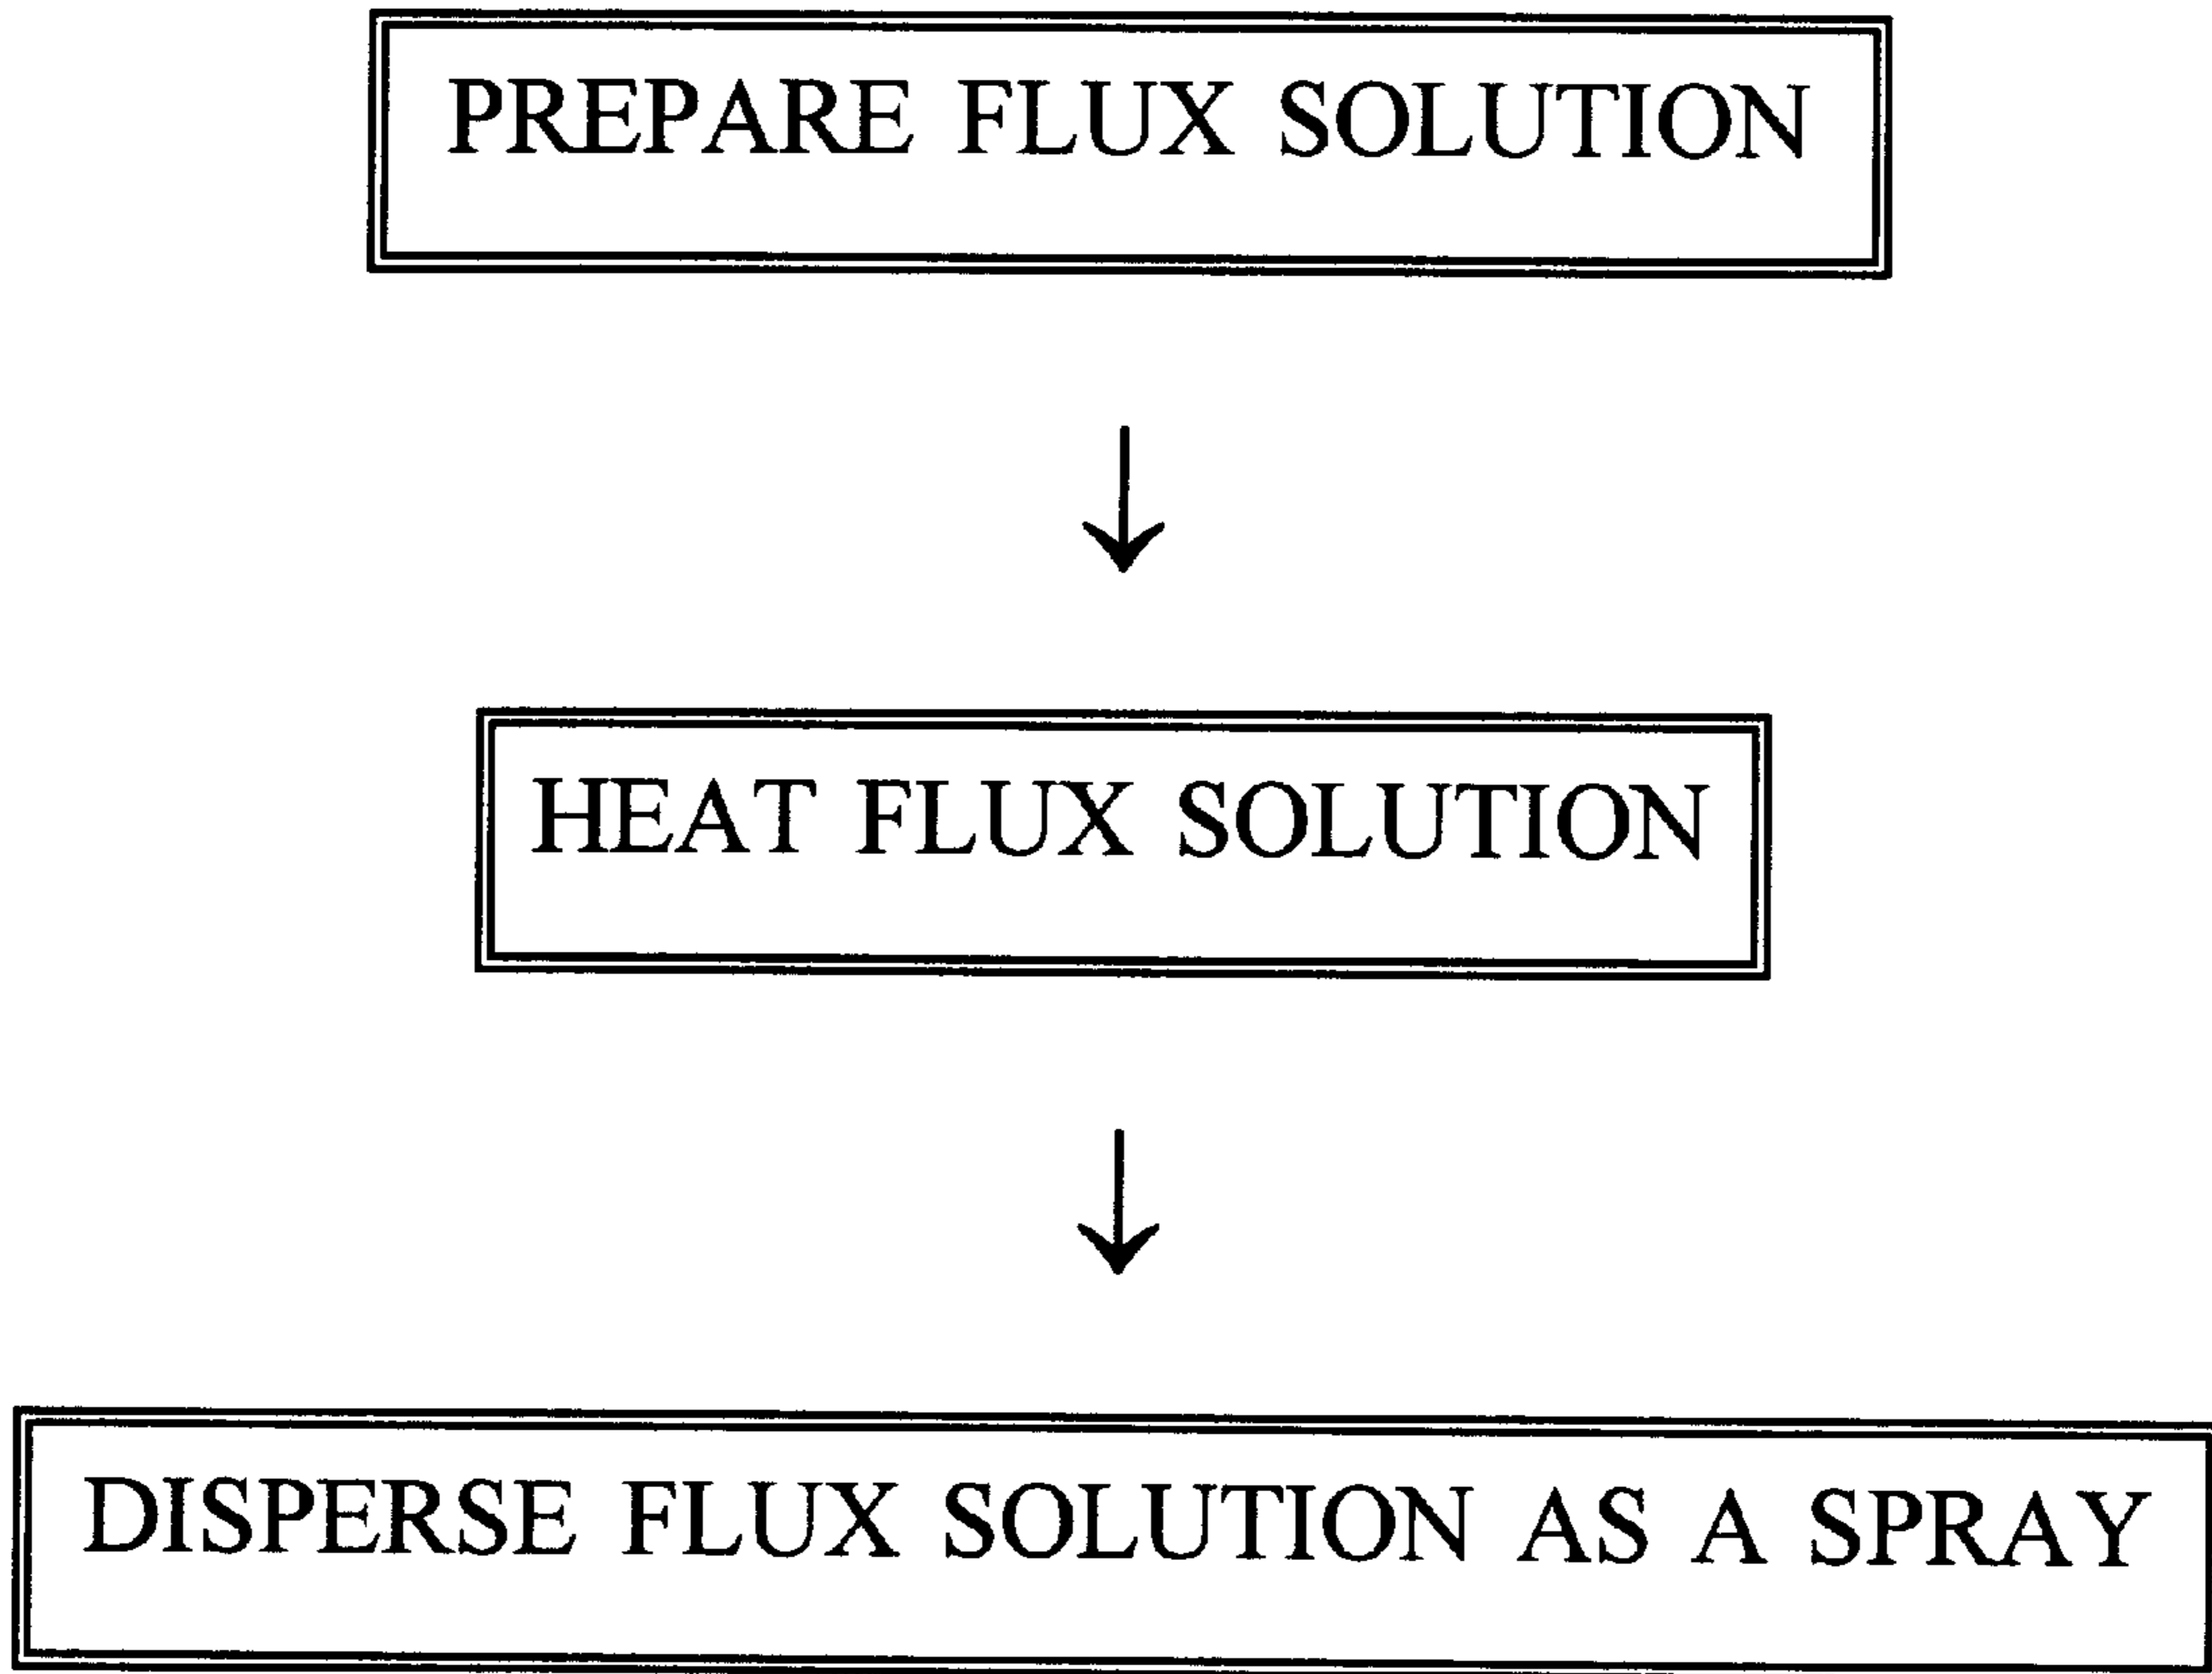 PREPARE FLUX SOLUTION
HEAT FLUX SOLUTION
DISPERSE FLUX SOLUTION AS A SPRAY